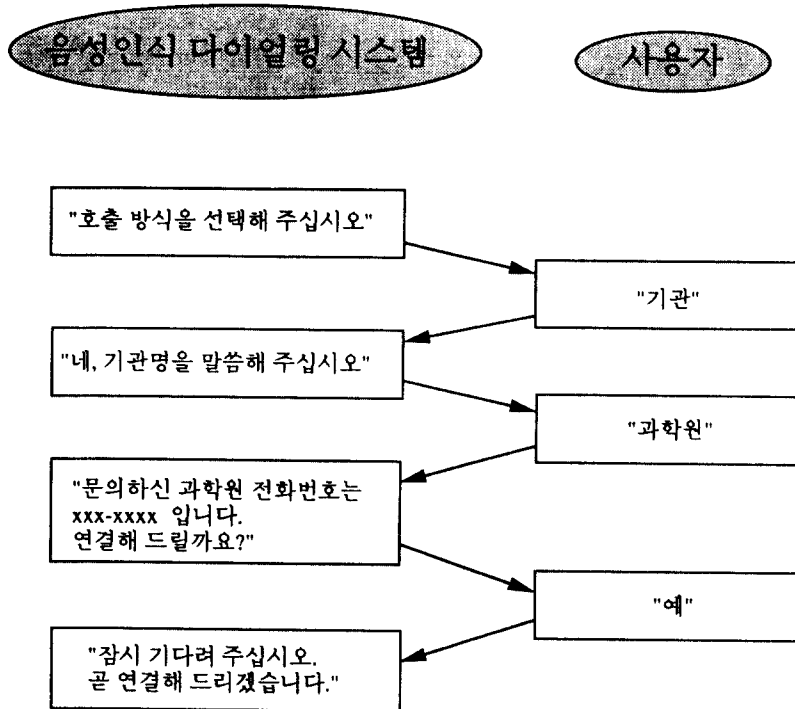 음성인식 다이얼링 시스템
사용자
"호출 방식을 선택해 주십시오"
"기관"
"네, 기관명을 말씀해 주십시오"
"과학원"
"문의하신 과학원 전화번호는
xxx-xxxx 입니다.
연결해 드릴까요?"
"예"
"잠시 기다려 주십시오.
곧 연결해 드리겠습니다."